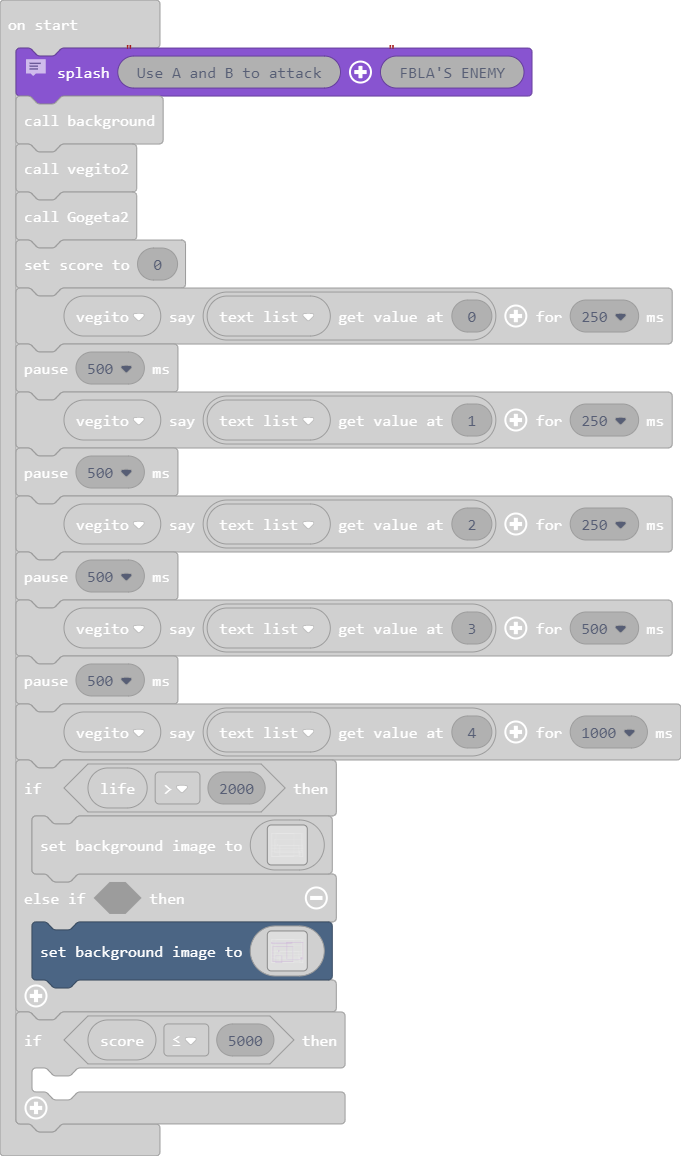 on start
splash " Use A and B to attack " FBLA'S ENEMY
call background
call vegito2
call Gogeta2
set score to 0
vegito say text list get value at 0 for 250 ms
pause 500 ms
vegito say text list get value at 1 for 250 ms
pause 500 ms
vegito say text list get value at 2 for 250 ms
pause 500 ms
vegito say text list get value at 3 for 500 ms
pause 500 ms
vegito say text list get value at 4 for 1000 ms
if life > 2000 then
set background image to
else if then
set background image to
if score ≤ 5000 then